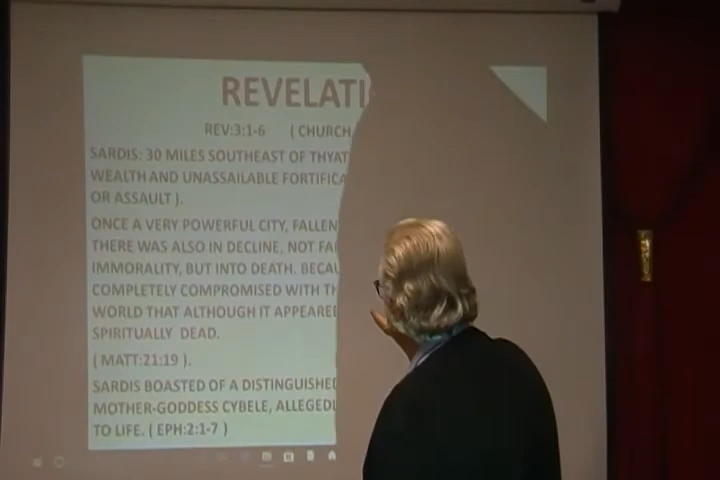 REVELATI
REV:3:1-6 ( CHURCH
SARDIS: 30 MILES SOUTHEAST OF THYAT
WEALTH AND UNASSAILABLE FORTIFICA
OR ASSAULT ).
ONCE A VERY POWERFUL CITY, FALLEN
THERE WAS ALSO IN DECLINE, NOT FA
IMMORALITY, BUT INTO DEATH. BECAU
COMPLETELY COMPROMISED WITH TH
WORLD THAT ALTHOUGH IT APPEARED
SPIRITUALLY DEAD.
( MATT:21:19 ).
SARDIS BOASTED OF A DISTINGUISHED
MOTHER-GODDESS CYBELE, ALLEGEDL
TO LIFE. ( EPH:2:1-7 )